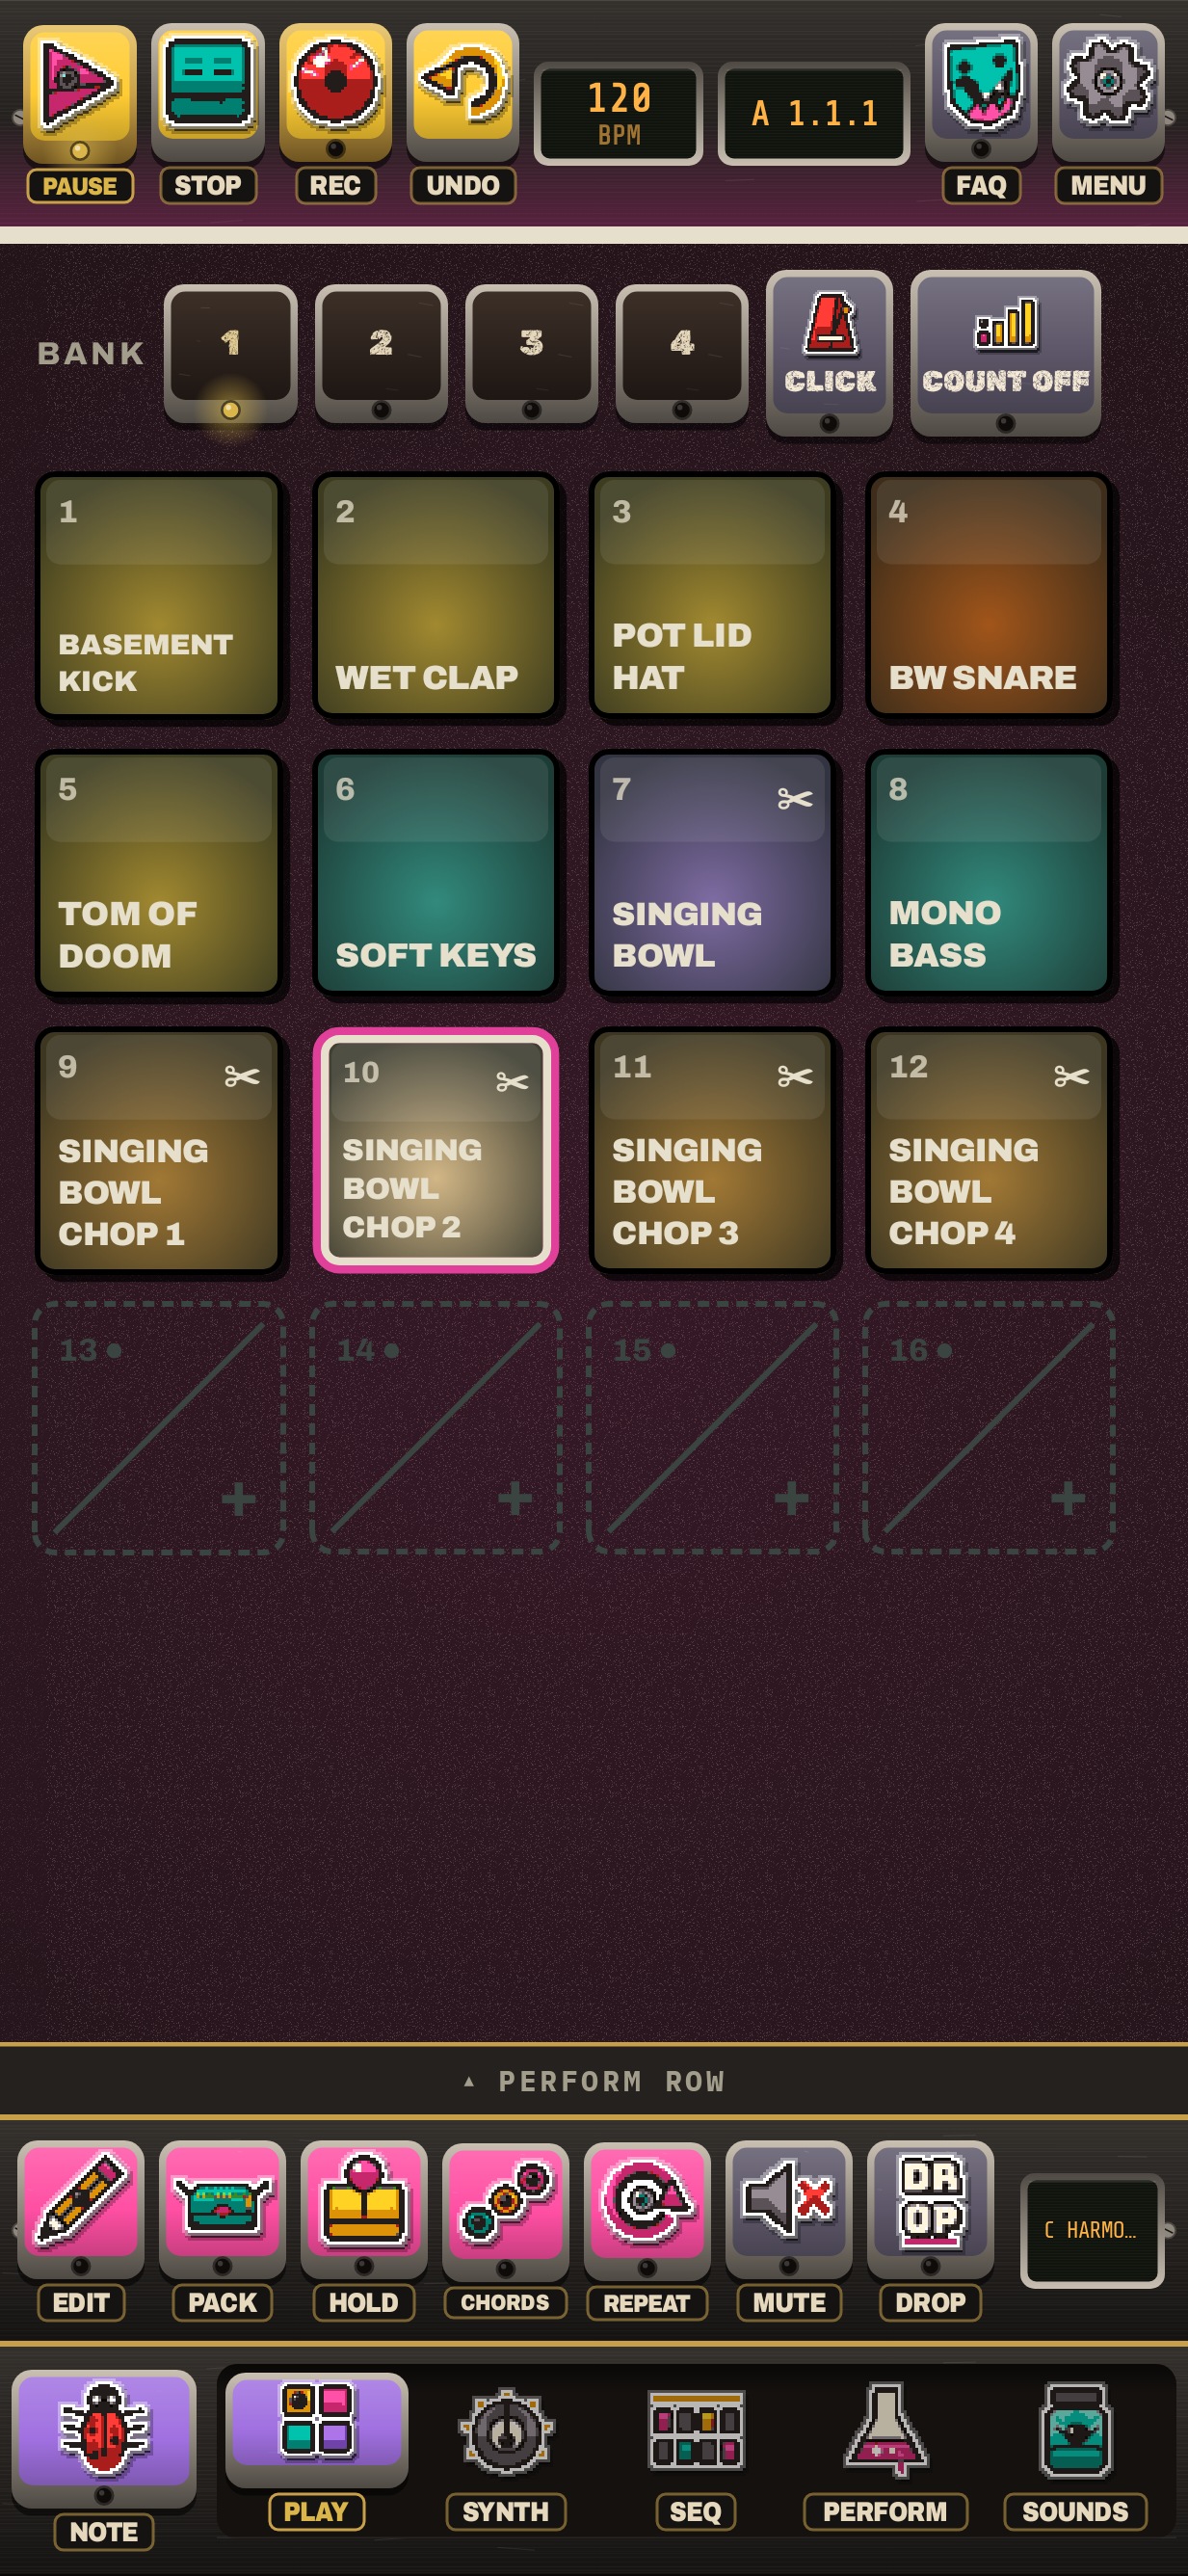 120
BPM
A 1.1.1
PAUSE
STOP
REC
UNDO
FAQ
MENU
BANK
1
2
3
4
CLICK
COUNT OFF
1
BASEMENT
KICK
2
WET CLAP
3
POT LID
HAT
4
BW SNARE
5
TOM OF
DOOM
6
SOFT KEYS
7
SINGING
BOWL
8
MONO
BASS
9
SINGING
BOWL
CHOP 1
10
SINGING
BOWL
CHOP 2
11
SINGING
BOWL
CHOP 3
12
SINGING
BOWL
CHOP 4
13
14
15
16
▲ PERFORM ROW
DR
OP
C HARMO…
EDIT
PACK
HOLD
CHORDS
REPEAT
MUTE
DROP
NOTE
PLAY
SYNTH
SEQ
PERFORM
SOUNDS